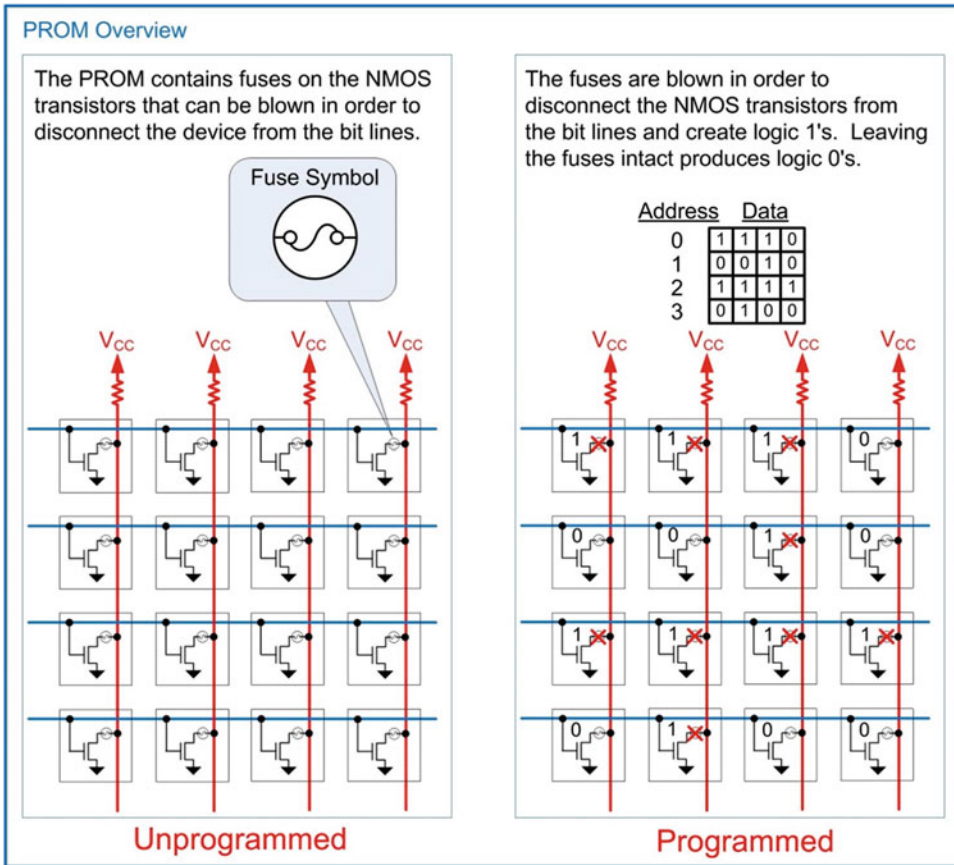 PROM Overview
The PROM contains fuses on the NMOS
transistors that can be blown in order to
disconnect the device from the bit lines.
Fuse Symbol
VCC VCC VCC VCC
Unprogrammed
The fuses are blown in order to
disconnect the NMOS transistors from
the bit lines and create logic 1's. Leaving
the fuses intact produces logic 0's.
Address Data
0 1 1 1 0
1 0 0 1 0
2 1 1 1 1
3 0 1 0 0
VCC VCC VCC VCC
1 1 1 0
0 0 1 0
1 1 1 1
0 1 0 0
Programmed